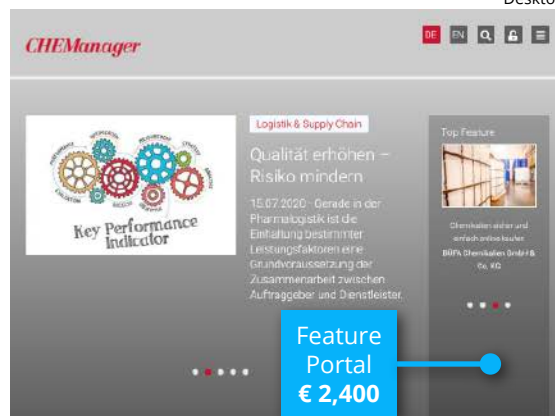 Deskto
CHEManager
DE EN
Logistik & Supply Chain
Qualität erhöhen –
Risiko mindern
15.07.2020 - Gerade in der
Pharmalogistik ist die
Einhaltung bestimmter
Leistungsfaktoren eine
Grundvoraussetzung der
Zusammenarbeit zwischen
Auftraggeber und Dienstleister.
Key Performance
Indicator
Top Feature
Chemikalien sicher und
einfach online kaufen
BÜFA Chemikalien GmbH &
Co. KG
Feature
Portal
€ 2,400